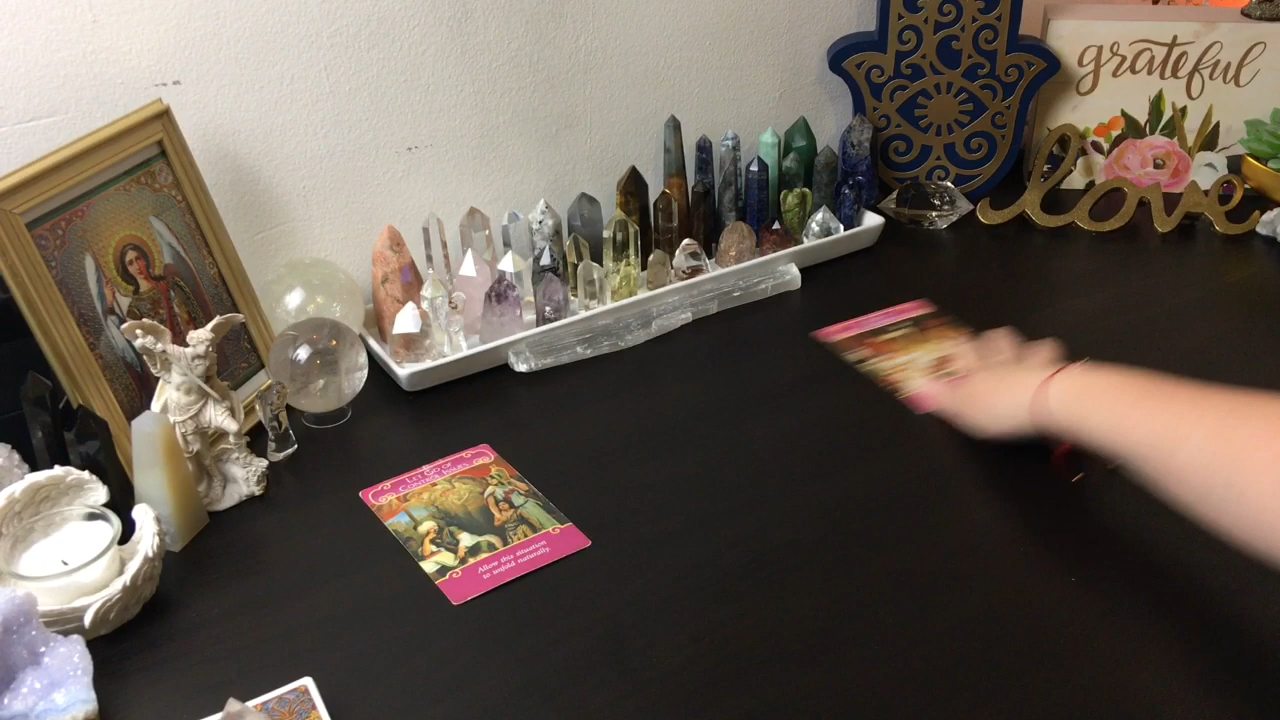 grateful
love
LET GO OF
CONTROL ISSUES
Allow this situation
to unfold naturally.